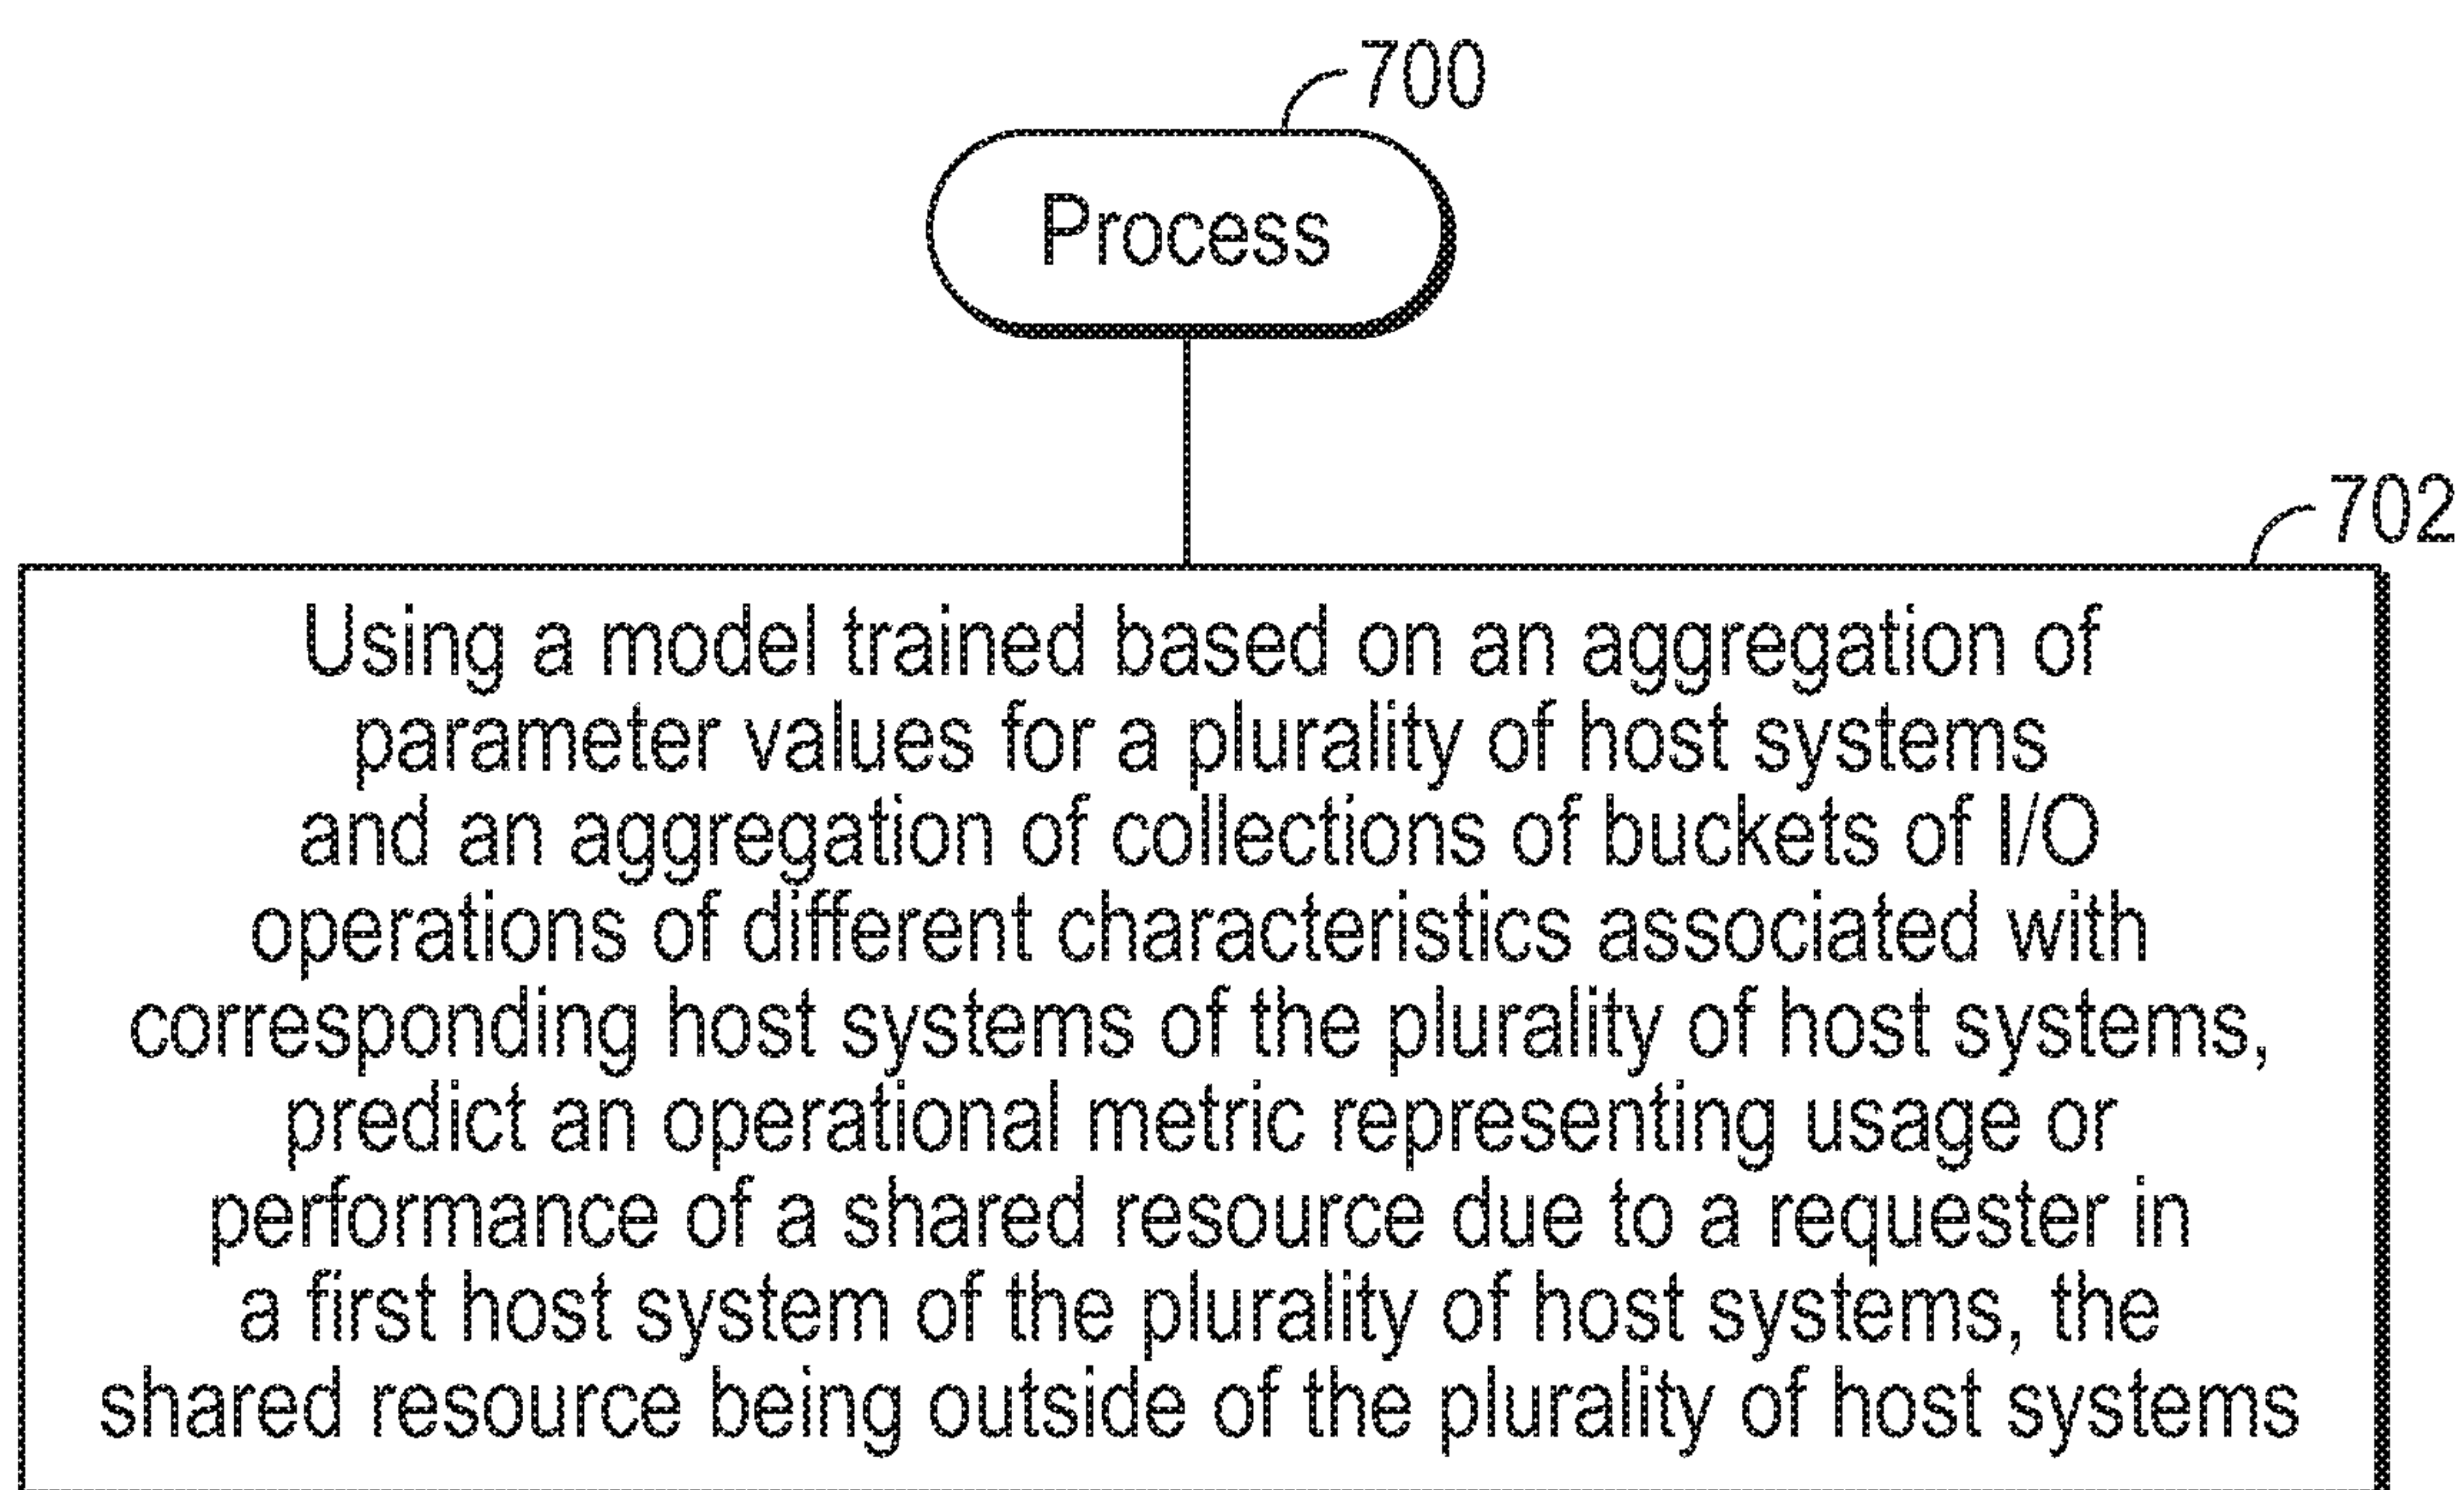 700
Process
702
Using a model trained based on an aggregation of
parameter values for a plurality of host systems
and an aggregation of collections of buckets of I/O
operations of different characteristics associated with
corresponding host systems of the plurality of host systems,
predict an operational metric representing usage or
performance of a shared resource due to a requester in
a first host system of the plurality of host systems, the
shared resource being outside of the plurality of host systems